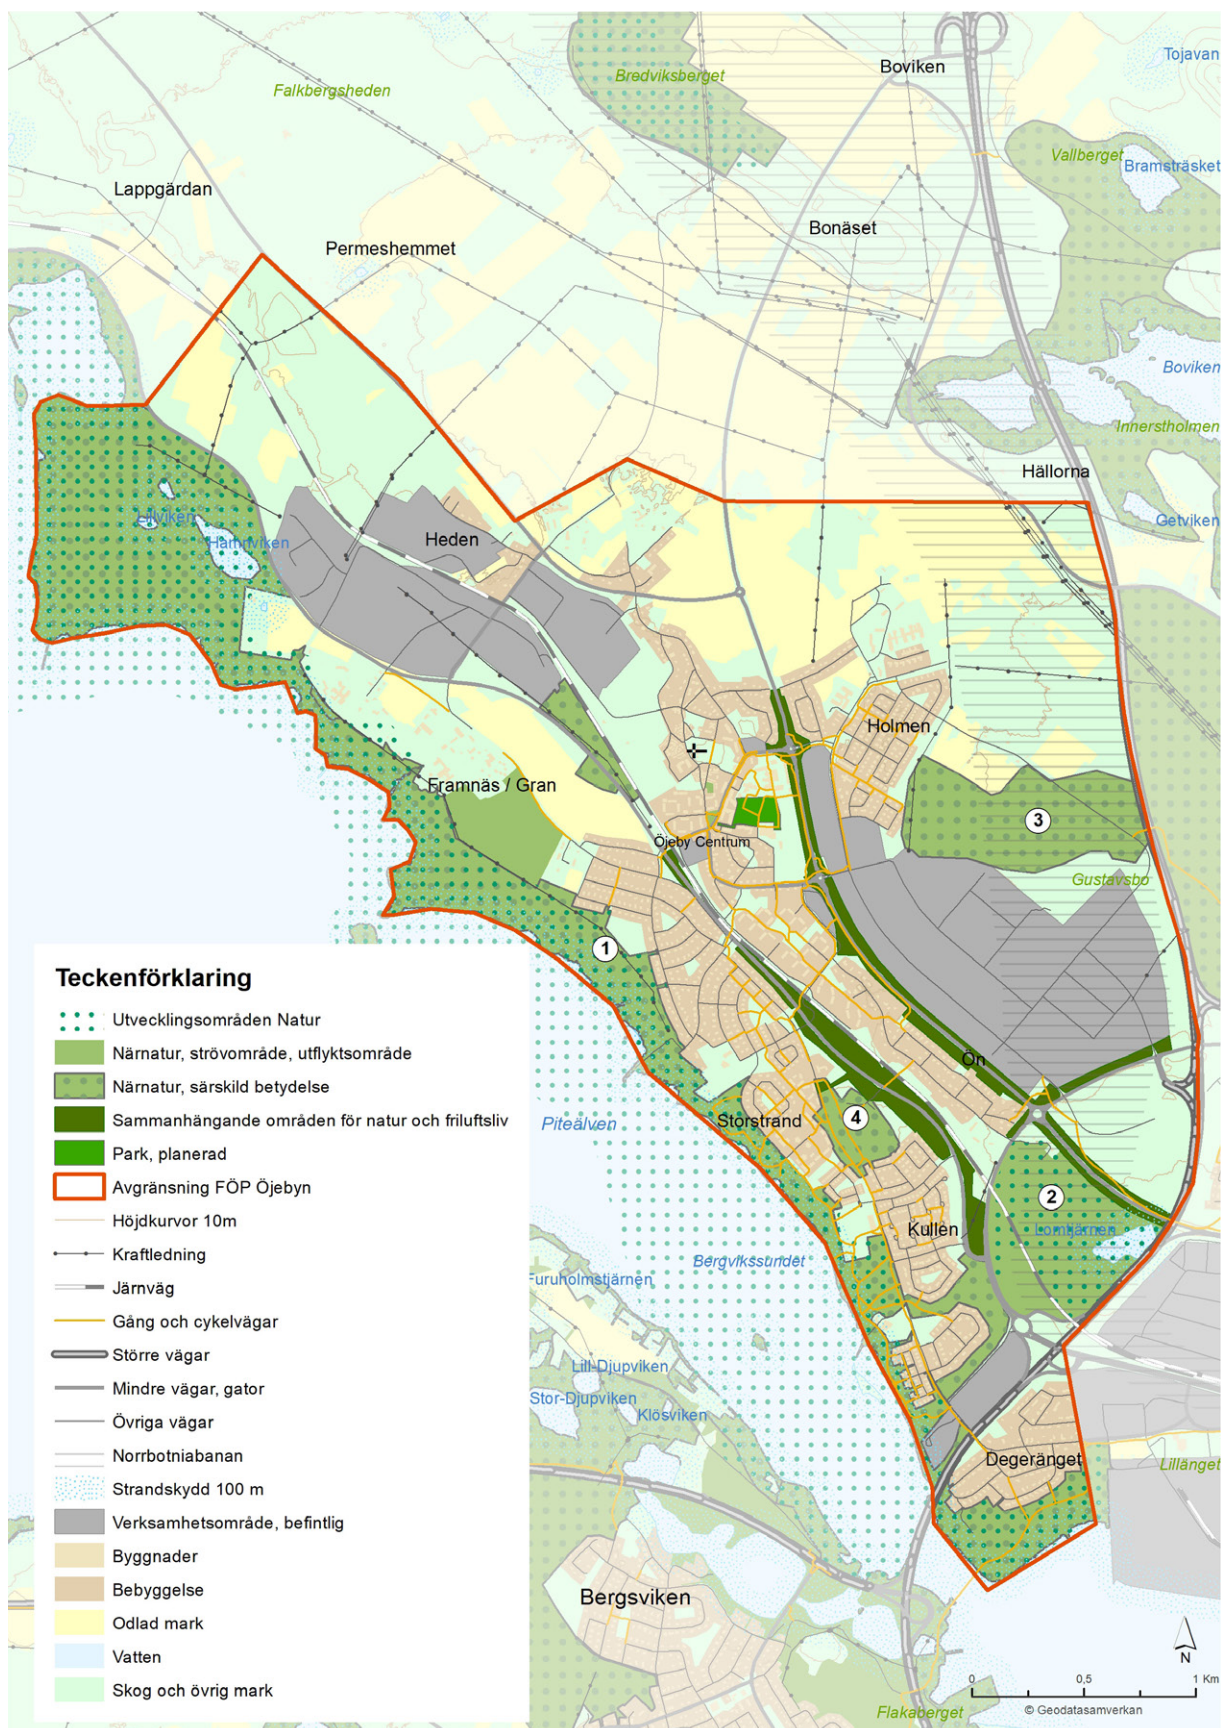 Boviken
Tojavan
Bredviksberget
Falkbergsheden
Vallberget
Bramsträsket
Lappgärdan
Bonäset
Permeshemmet
Boviken
Innerstholmen
Hällorna
Getviken
Lillviken
Hamnviken
Heden
Holmen
Framnäs / Gran
3
Öjeby Centrum
Gustavsbo
1
Ön
Storstrand
4
Piteälven
2
Kullen
Lomtjärnen
Bergvikssundet
Furuholmstjärnen
Lill-Djupviken
Stor-Djupviken
Klösviken
Degeränget
Lillänget
Bergsviken
Flakaberget
Teckenförklaring
Utvecklingsområden Natur
Närnatur, strövområde, utflyktsområde
Närnatur, särskild betydelse
Sammanhängande områden för natur och friluftsliv
Park, planerad
Avgränsning FÖP Öjebyn
Höjdkurvor 10m
Kraftledning
Järnväg
Gång och cykelvägar
Större vägar
Mindre vägar, gator
Övriga vägar
Norrbotniabanan
Strandskydd 100 m
Verksamhetsområde, befintlig
Byggnader
Bebyggelse
Odlad mark
Vatten
Skog och övrig mark
N
0 0,5 1 Km
© Geodatasamverkan